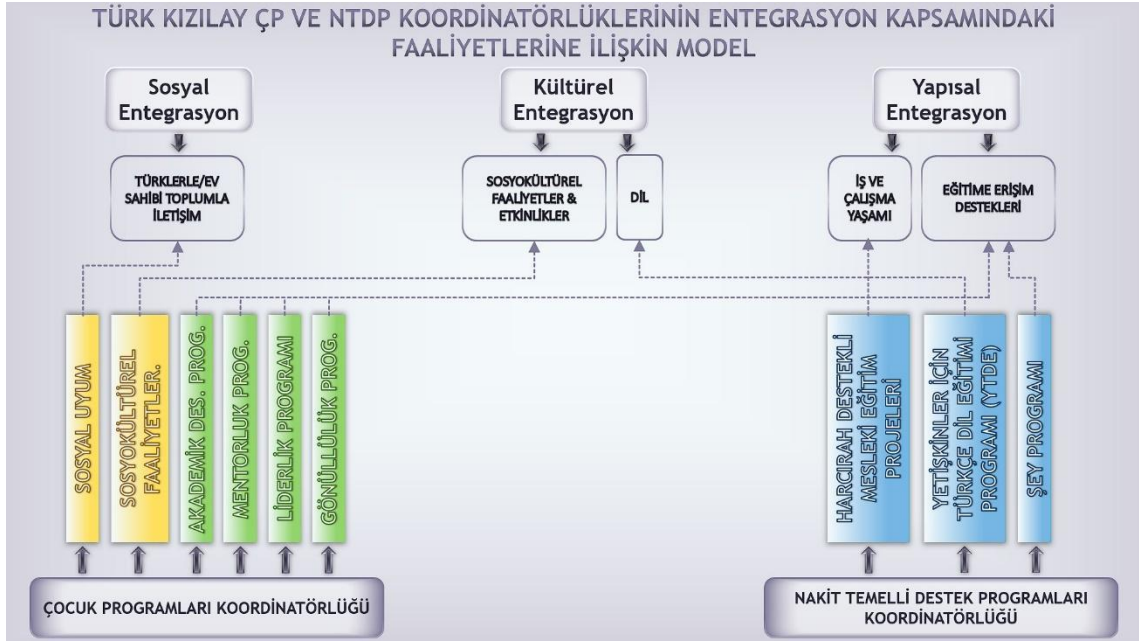 TÜRK KIZILAY ÇP VE NTDP KOORDİNATÖRLÜKLERİNİN ENTEGRASYON KAPSAMINDAKİ
FAALİYETLERİNE İLİŞKİN MODEL
Sosyal
Entegrasyon
Kültürel
Entegrasyon
Yapısal
Entegrasyon
TÜRKLERLE/EV
SAHİBİ TOPLUMLA
İLETİŞİM
SOSYOKÜLTÜREL
FAALİYETLER &
ETKİNLİKLER
DİL
İŞ VE
ÇALIŞMA
YAŞAMI
EĞİTİME ERİŞİM
DESTEKLERİ
SOSYAL UYUM
SOSYOKÜLTÜREL
FAALİYETLER.
AKADEMİK DES. PROG.
MENTORLUK PROG.
LİDERLİK PROGRAMI
GÖNÜLLÜLÜK PROG.
HARCIRAH DESTEKLİ
MESLEKİ EĞİTİM
PROJELERİ
YETİŞKİNLER İÇİN
TÜRKÇE DİL EĞİTİMİ
PROGRAMI (YTDE)
ŞEY PROGRAMI
ÇOCUK PROGRAMLARI KOORDİNATÖRLÜĞÜ
NAKİT TEMELLİ DESTEK PROGRAMLARI
KOORDİNATÖRLÜĞÜ